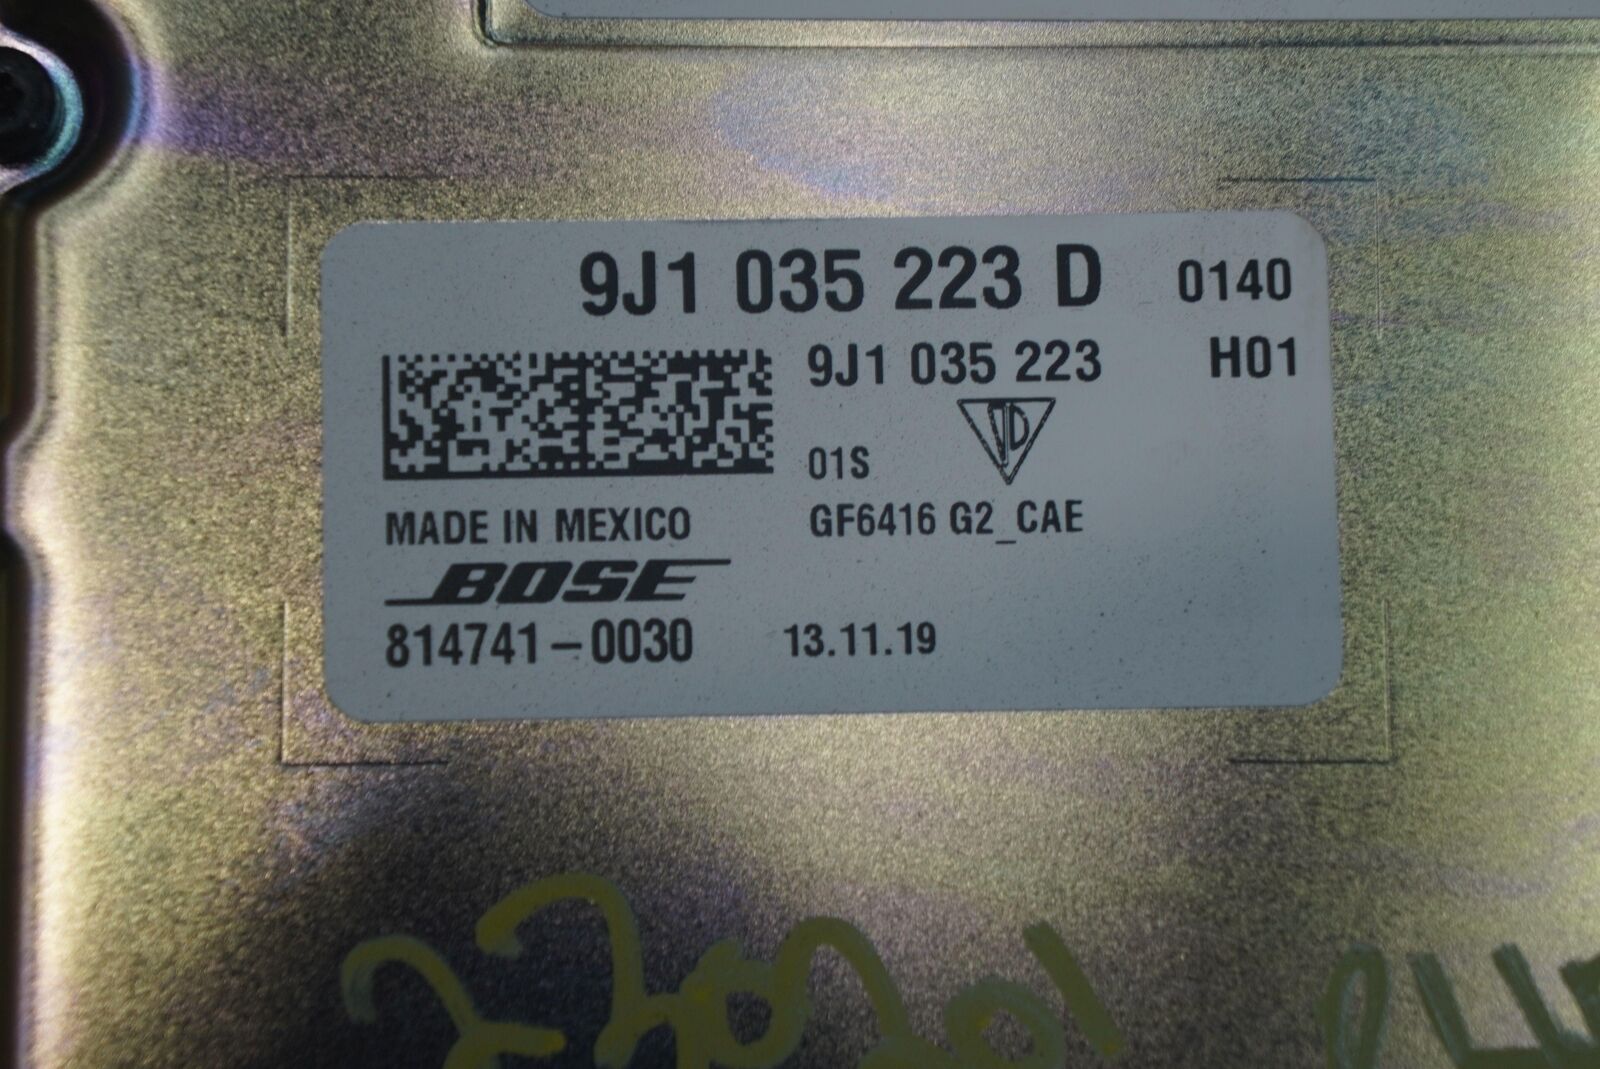 9J1 035 223 D 0140
9J1 035 223 H01
01S
MADE IN MEXICO GF6416 G2_CAE
BOSE
814741-0030 13.11.19